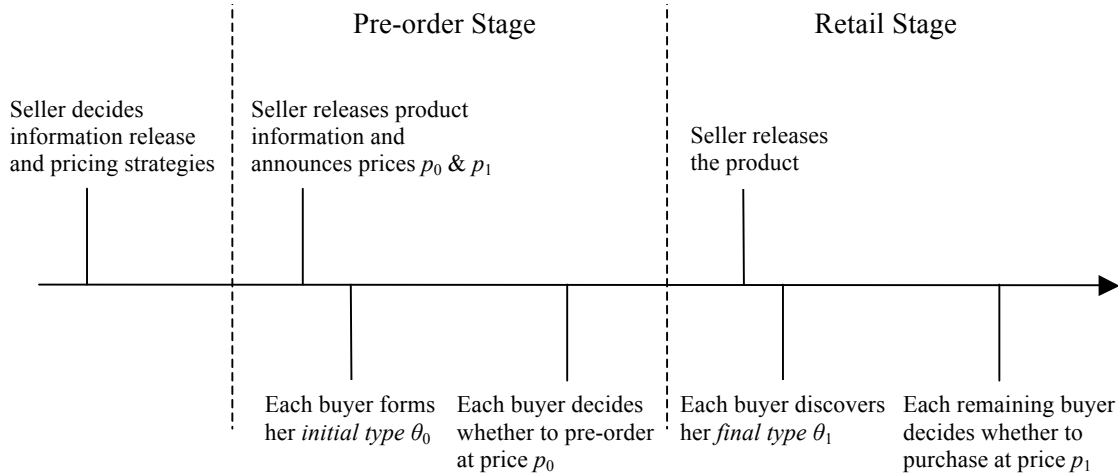 Pre-order Stage
Retail Stage
Seller decides
information release
and pricing strategies
Seller releases product
information and
announces prices p₀ & p₁
Seller releases
the product
Each buyer forms
her initial type θ₀
Each buyer decides
whether to pre-order
at price p₀
Each buyer discovers
her final type θ₁
Each remaining buyer
decides whether to
purchase at price p₁